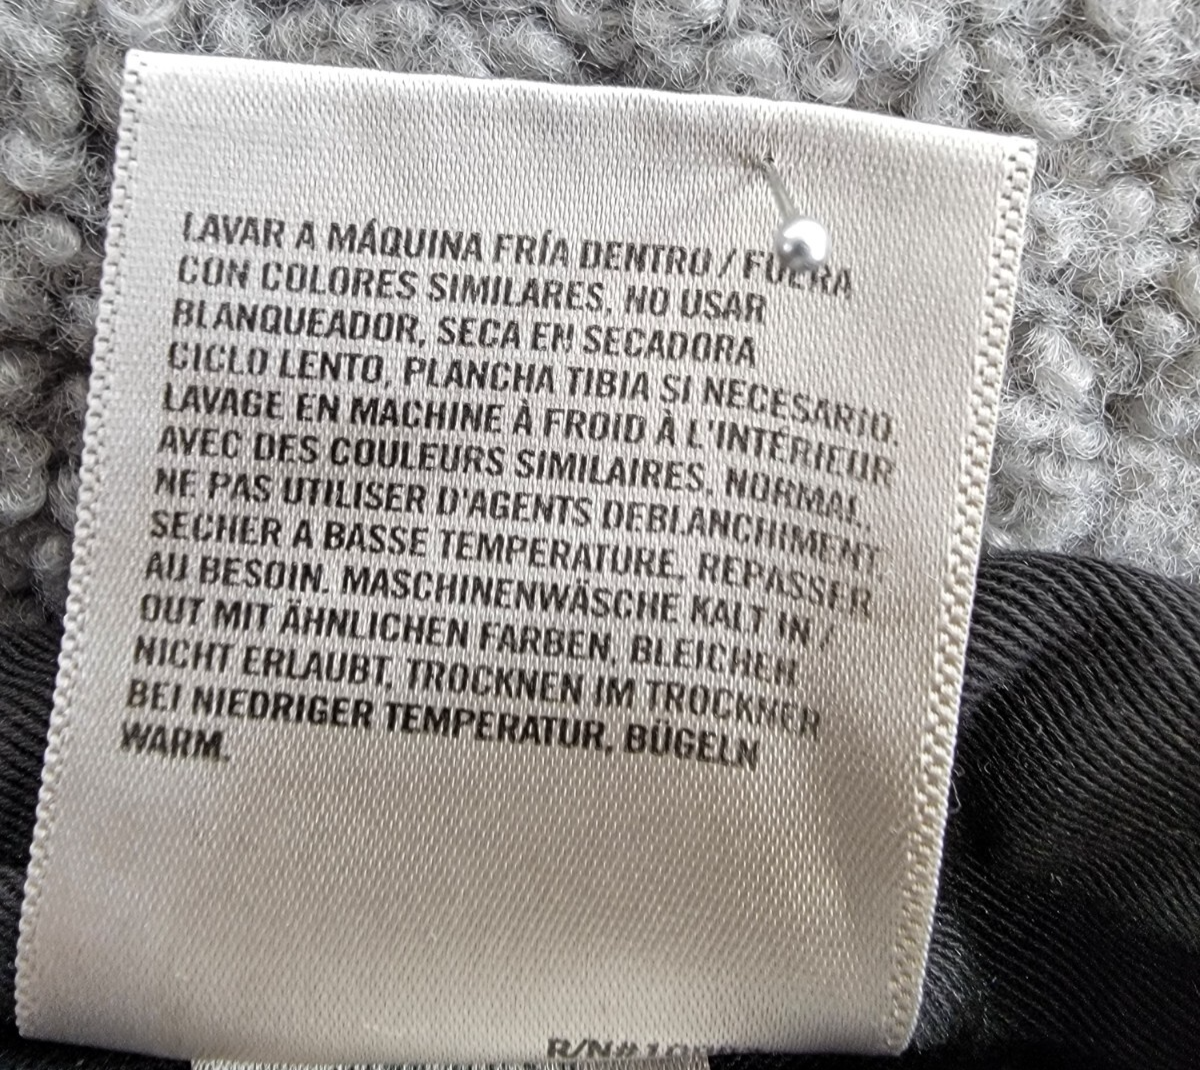 LAVAR A MÁQUINA FRÍA DENTRO / FUERA
CON COLORES SIMILARES, NO USAR
BLANQUEADOR, SECA EN SECADORA
CICLO LENTO, PLANCHA TIBIA SI NECESARIO.
LAVAGE EN MACHINE À FROID À L'INTÉRIEUR
AVEC DES COULEURS SIMILAIRES, NORMAL,
NE PAS UTILISER D'AGENTS DEBLANCHIMENT,
SECHER A BASSE TEMPERATURE, REPASSER
AU BESOIN. MASCHINENWÄSCHE KALT IN /
OUT MIT ÄHNLICHEN FARBEN, BLEICHEN
NICHT ERLAUBT, TROCKNEN IM TROCKNER
BEI NIEDRIGER TEMPERATUR, BÜGELN
WARM.